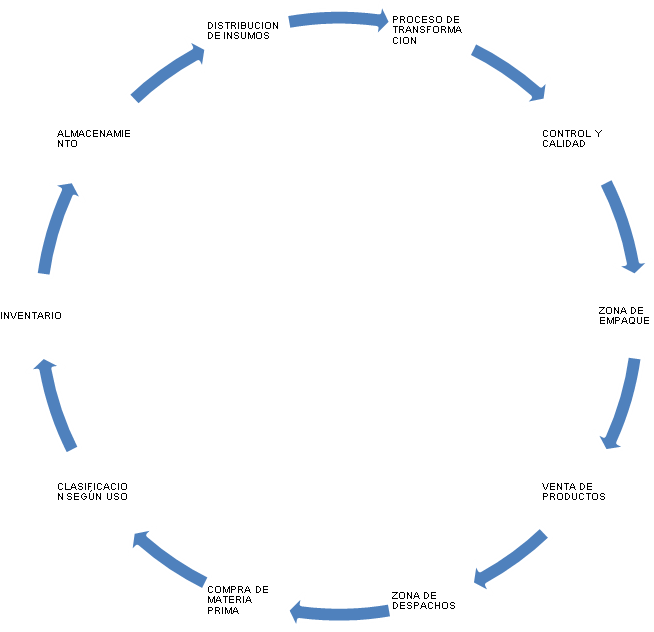 DISTRIBUCION
DE INSUMOS
PROCESO DE
TRANSFORMA
CION
CONTROL Y
CALIDAD
ZONA DE
EMPAQUE
VENTA DE
PRODUCTOS
ZONA DE
DESPACHOS
COMPRA DE
MATERIA
PRIMA
CLASIFICACIO
N SEGÚN USO
INVENTARIO
ALMACENAMIE
NTO